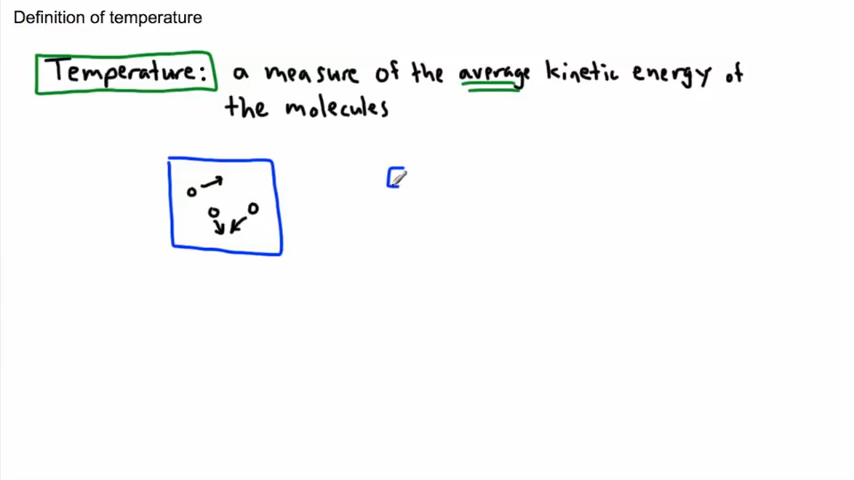 Definition of temperature
Temperature: a measure of the average kinetic energy of
the molecules